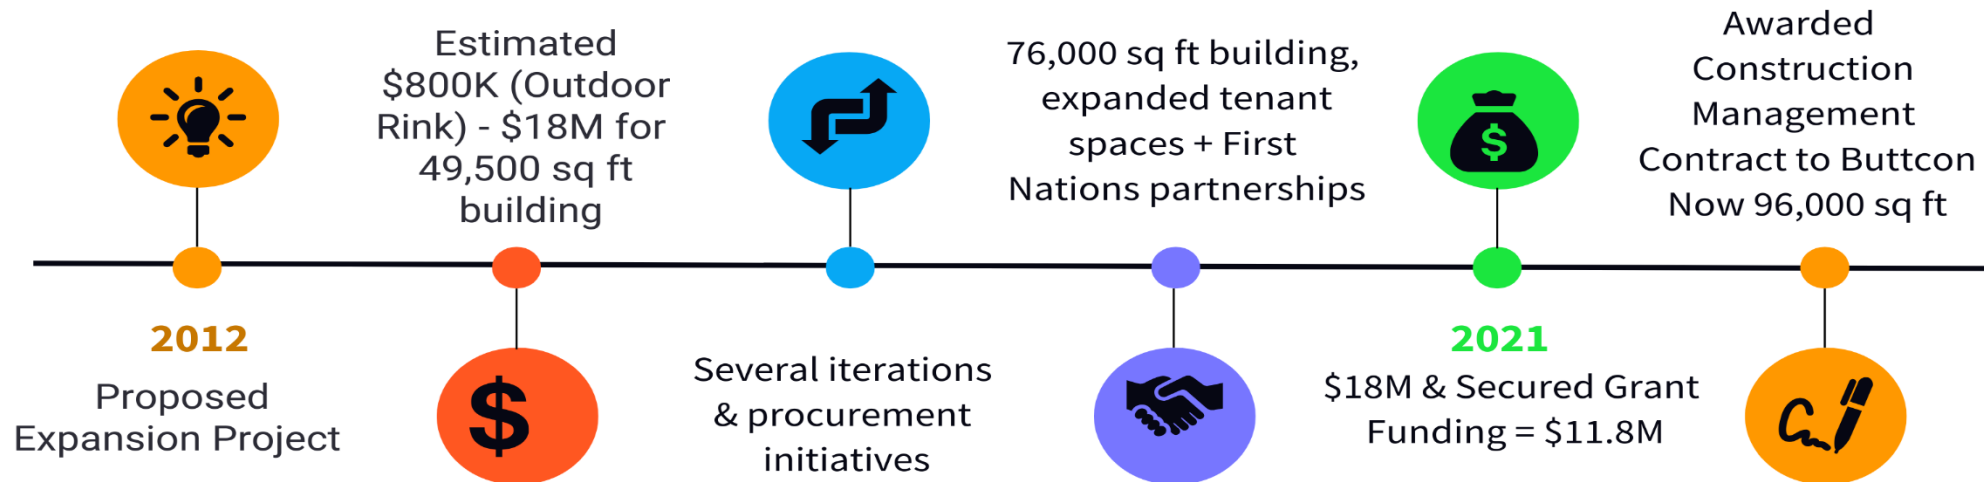 2012
Proposed
Expansion Project
Estimated
$800K (Outdoor
Rink) - $18M for
49,500 sq ft
building
$
Several iterations
& procurement
initiatives
76,000 sq ft building,
expanded tenant
spaces + First
Nations partnerships
$
2021
$18M & Secured Grant
Funding = $11.8M
Awarded
Construction
Management
Contract to Buttcon
Now 96,000 sq ft